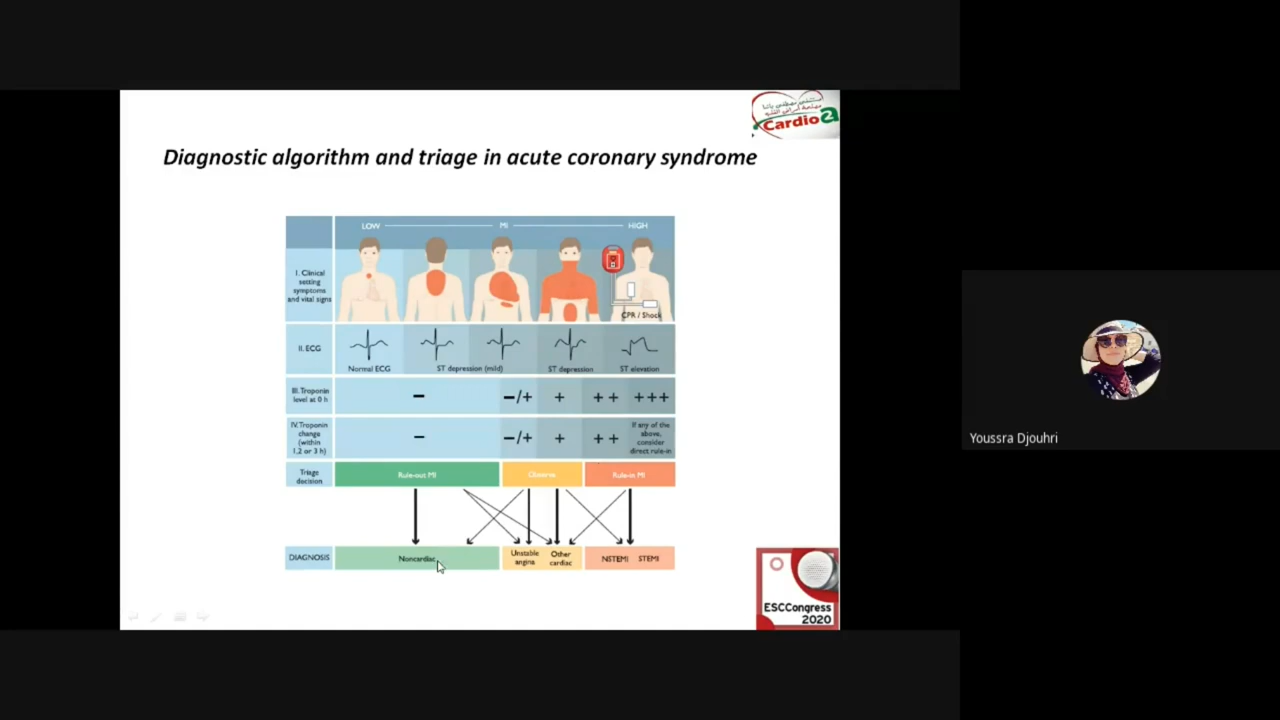 Cardio2
Diagnostic algorithm and triage in acute coronary syndrome
LOW MI HIGH
I. Clinical
setting
symptoms
and vital signs
CPR / Shock
II. ECG
Normal ECG
ST depression (mild)
ST depression
ST elevation
III. Troponin
level at 0 h
– –/+ + + + + + +
IV. Troponin
change
(within
1,2 or 3 h)
– –/+ + + +
If any of the
above,
consider
direct rule-in
Triage
decision
Rule-out MI
Observe
Rule-in MI
DIAGNOSIS
Noncardiac
Unstable
angina
Other
cardiac
NSTEMI STEMI
ESCCongress
2020
Youssra Djouhri